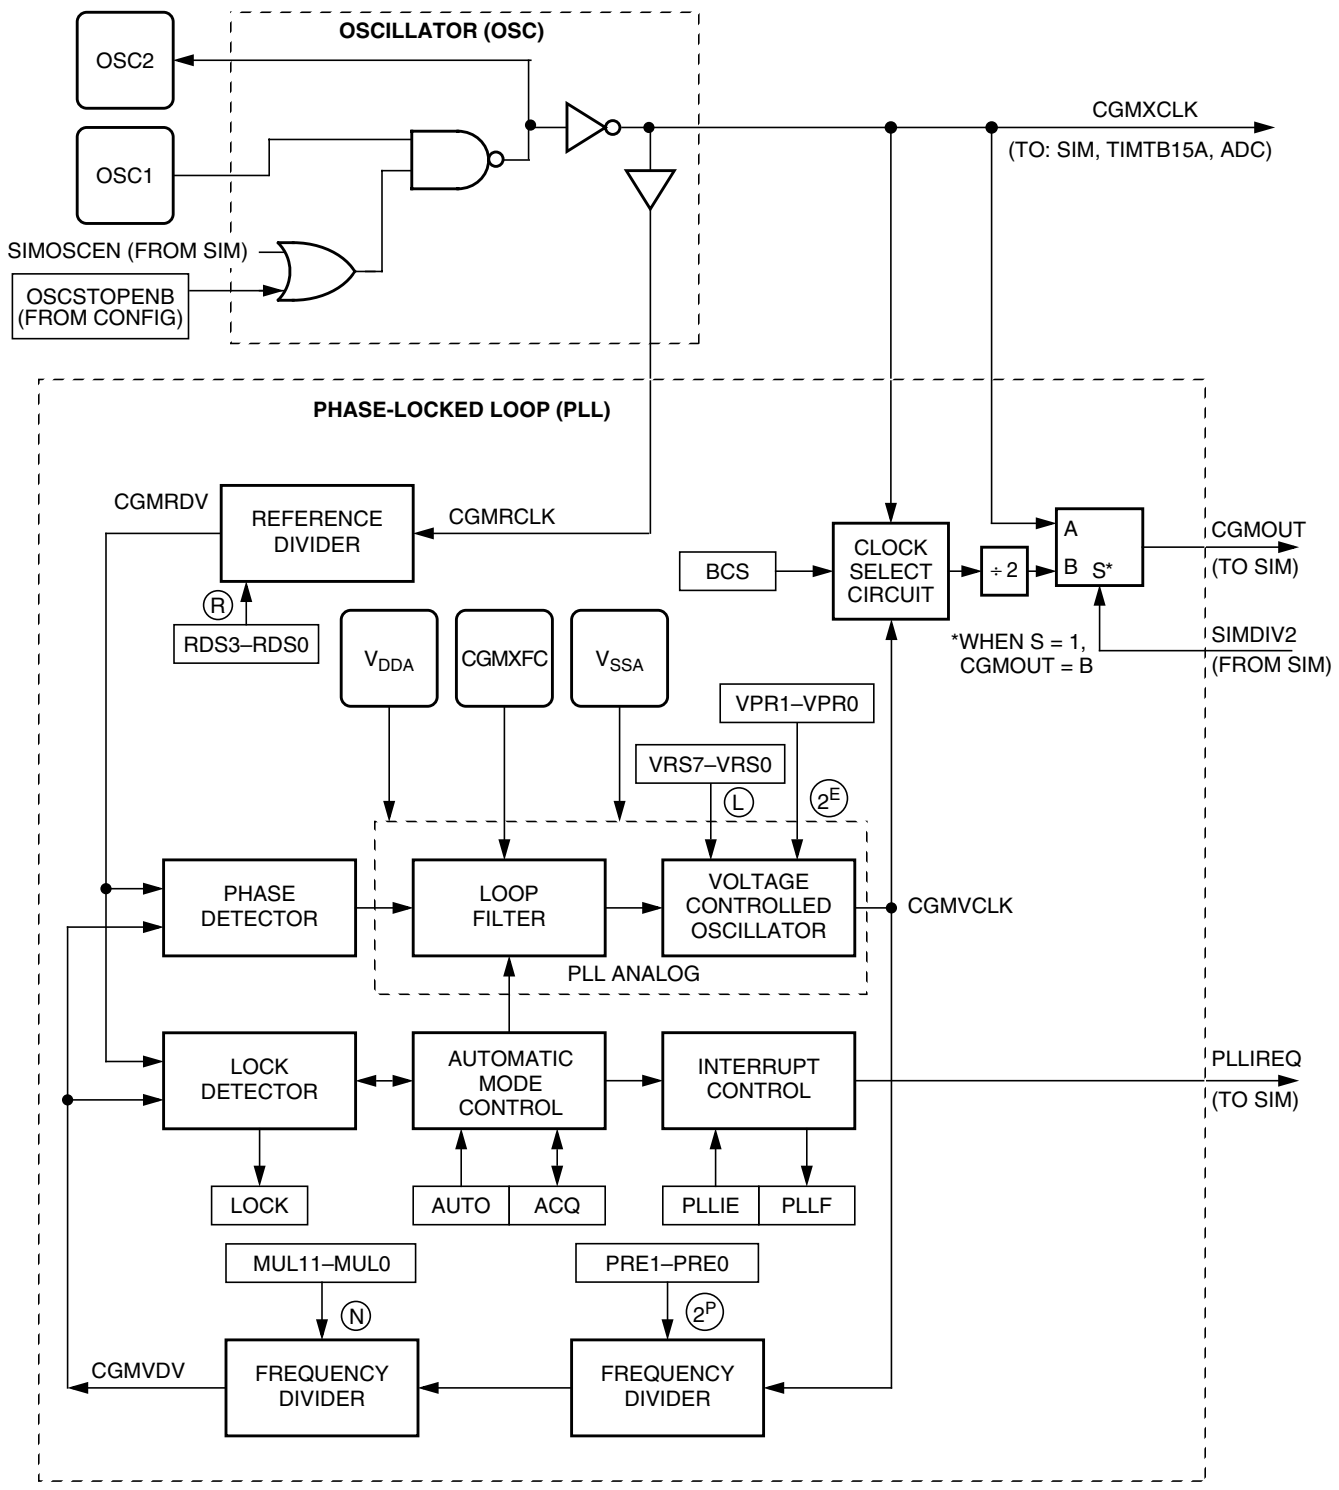 OSCILLATOR (OSC)
OSC2
CGMXCLK
(TO: SIM, TIMTB15A, ADC)
OSC1
SIMOSCEN (FROM SIM)
OSCSTOPENB
(FROM CONFIG)
PHASE-LOCKED LOOP (PLL)
CGMRDV
REFERENCE
DIVIDER
CGMRCLK
R
RDS3–RDS0
BCS
CLOCK
SELECT
CIRCUIT
÷ 2
A
B
S*
CGMOUT
(TO SIM)
SIMDIV2
(FROM SIM)
*WHEN S = 1,
CGMOUT = B
VDDA
CGMXFC
VSSA
VPR1–VPR0
VRS7–VRS0
L
2E
PHASE
DETECTOR
LOOP
FILTER
VOLTAGE
CONTROLLED
OSCILLATOR
CGMVCLK
PLL ANALOG
LOCK
DETECTOR
AUTOMATIC
MODE
CONTROL
INTERRUPT
CONTROL
PLLIREQ
(TO SIM)
LOCK
AUTO
ACQ
PLLIE
PLLF
MUL11–MUL0
PRE1–PRE0
N
2P
CGMVDV
FREQUENCY
DIVIDER
FREQUENCY
DIVIDER